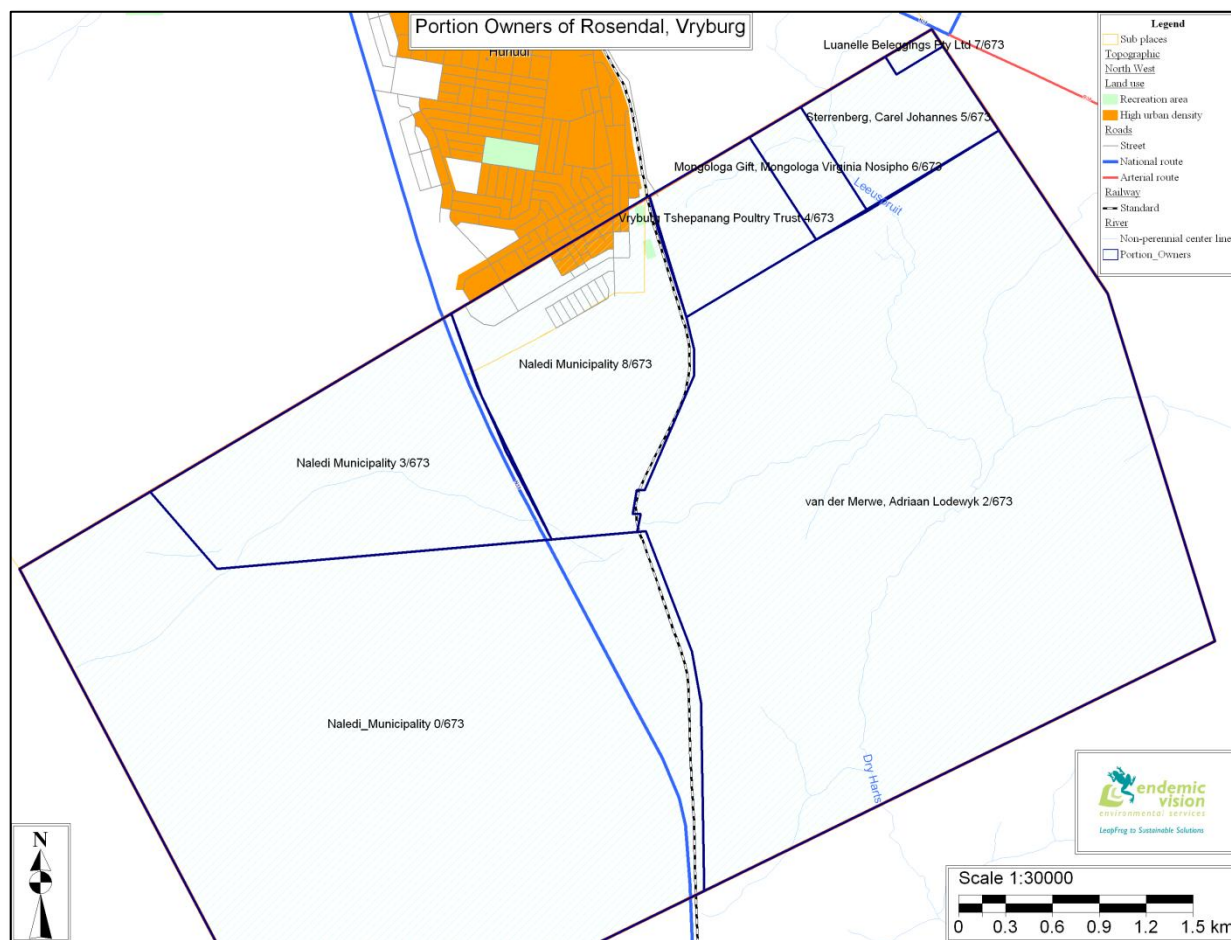 Portion Owners of Rosendal, Vryburg
Huhudi
Luanelle Beleggings Pty Ltd 7/673
Sterrenberg, Carel Johannes 5/673
Mongologa Gift, Mongologa Virginia Nosipho 6/673
Leeuspruit
Vryburg Tshepanang Poultry Trust 4/673
Naledi Municipality 8/673
Naledi Municipality 3/673
van der Merwe, Adriaan Lodewyk 2/673
Naledi_Municipality 0/673
Dry Harts
Legend
Sub places
Topographic
North West
Land use
Recreation area
High urban density
Roads
Street
National route
Arterial route
Railway
Standard
River
Non-perennial center line
Portion_Owners
endemic
vision
environmental services
LeapFrog to Sustainable Solutions
N
Scale 1:30000
0 0.3 0.6 0.9 1.2 1.5 km